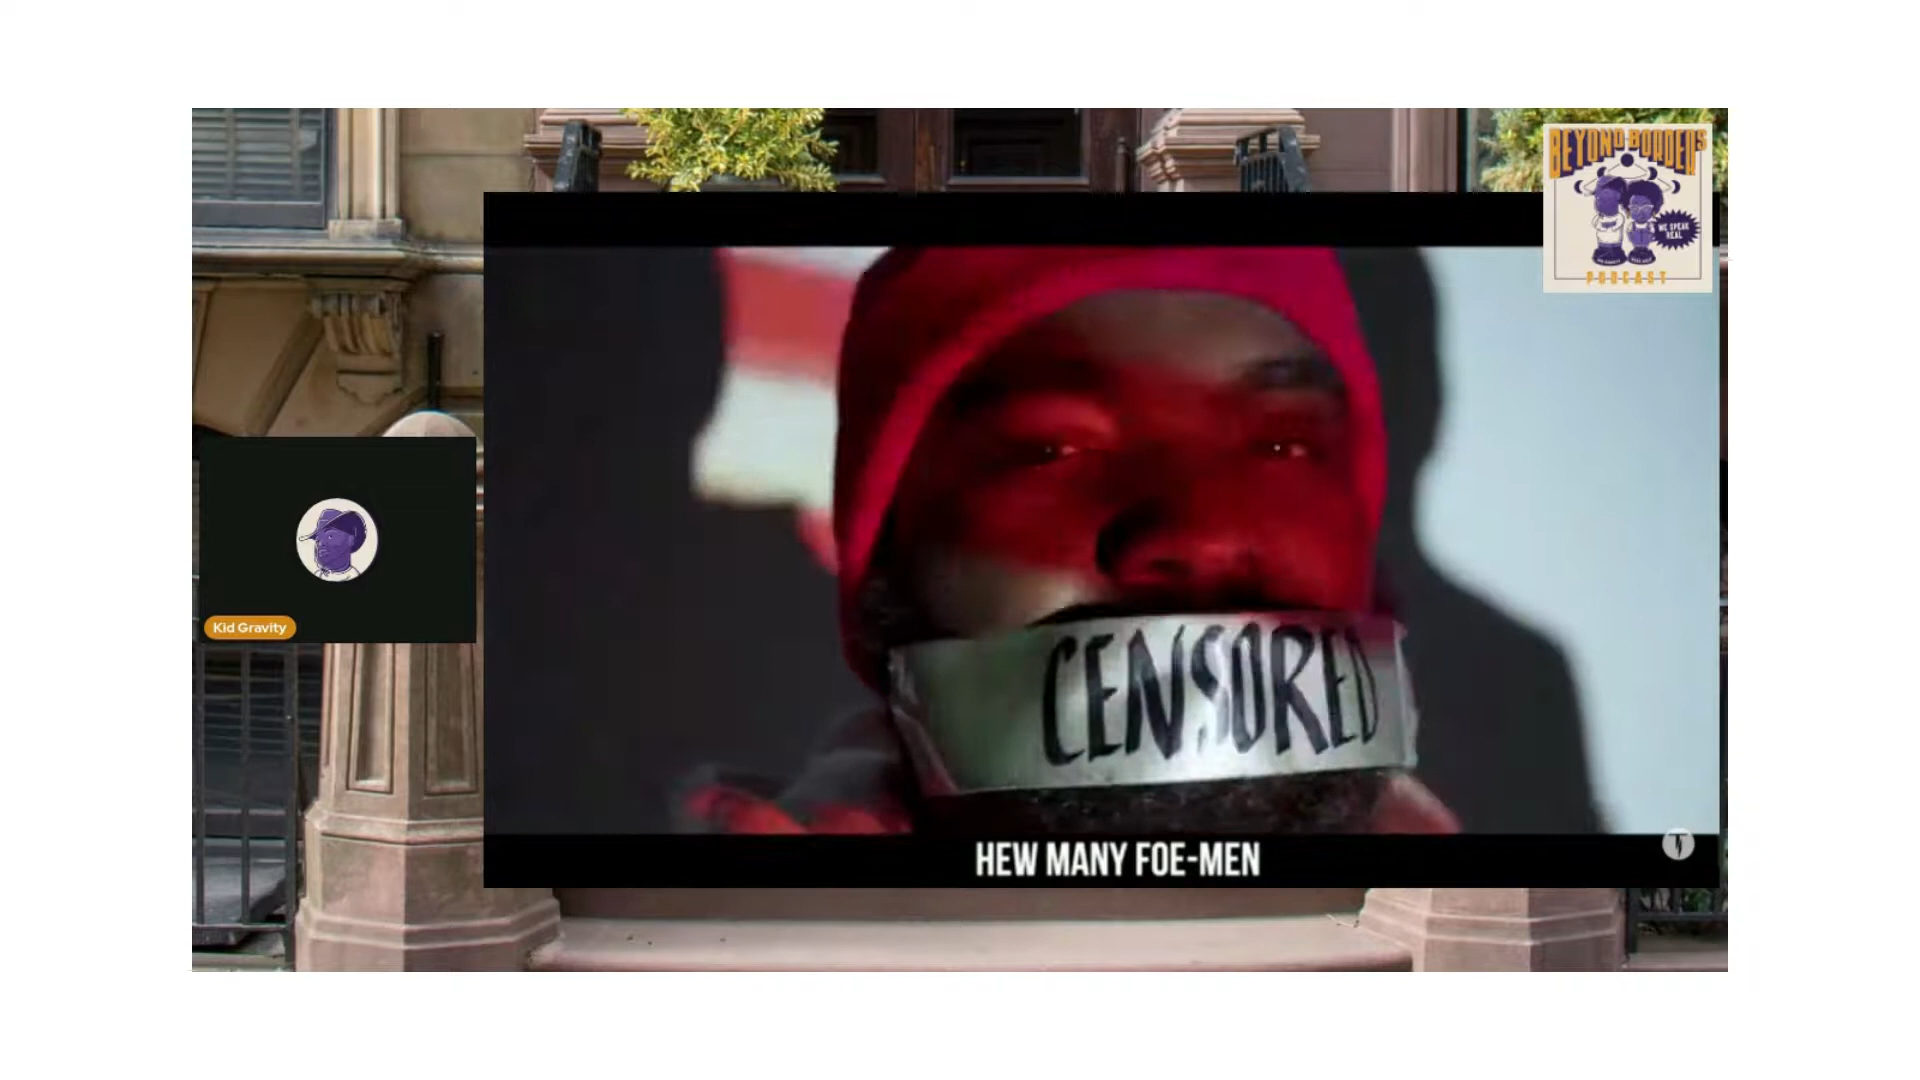 BEYOND BORDERS
WE SPEAK
REAL
PODCAST
CENSORED
Kid Gravity
HEW MANY FOE-MEN